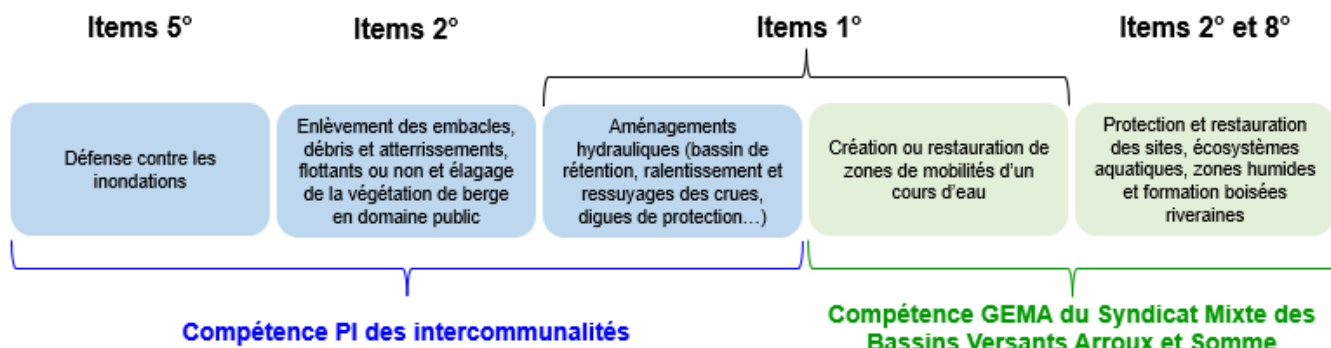 Items 5°
Items 2°
Items 1°
Items 2° et 8°
Défense contre les
inondations
Enlèvement des embacles,
débris et atterrissements,
flottants ou non et élagage
de la végétation de berge
en domaine public
Aménagements
hydrauliques (bassin de
rétention, ralentissement et
ressuyages des crues,
digues de protection…)
Création ou restauration de
zones de mobilités d'un
cours d'eau
Protection et restauration
des sites, écosystèmes
aquatiques, zones humides
et formation boisées
riveraines
Compétence PI des intercommunalités
Compétence GEMA du Syndicat Mixte des
Bassins Versants Arroux et Somme